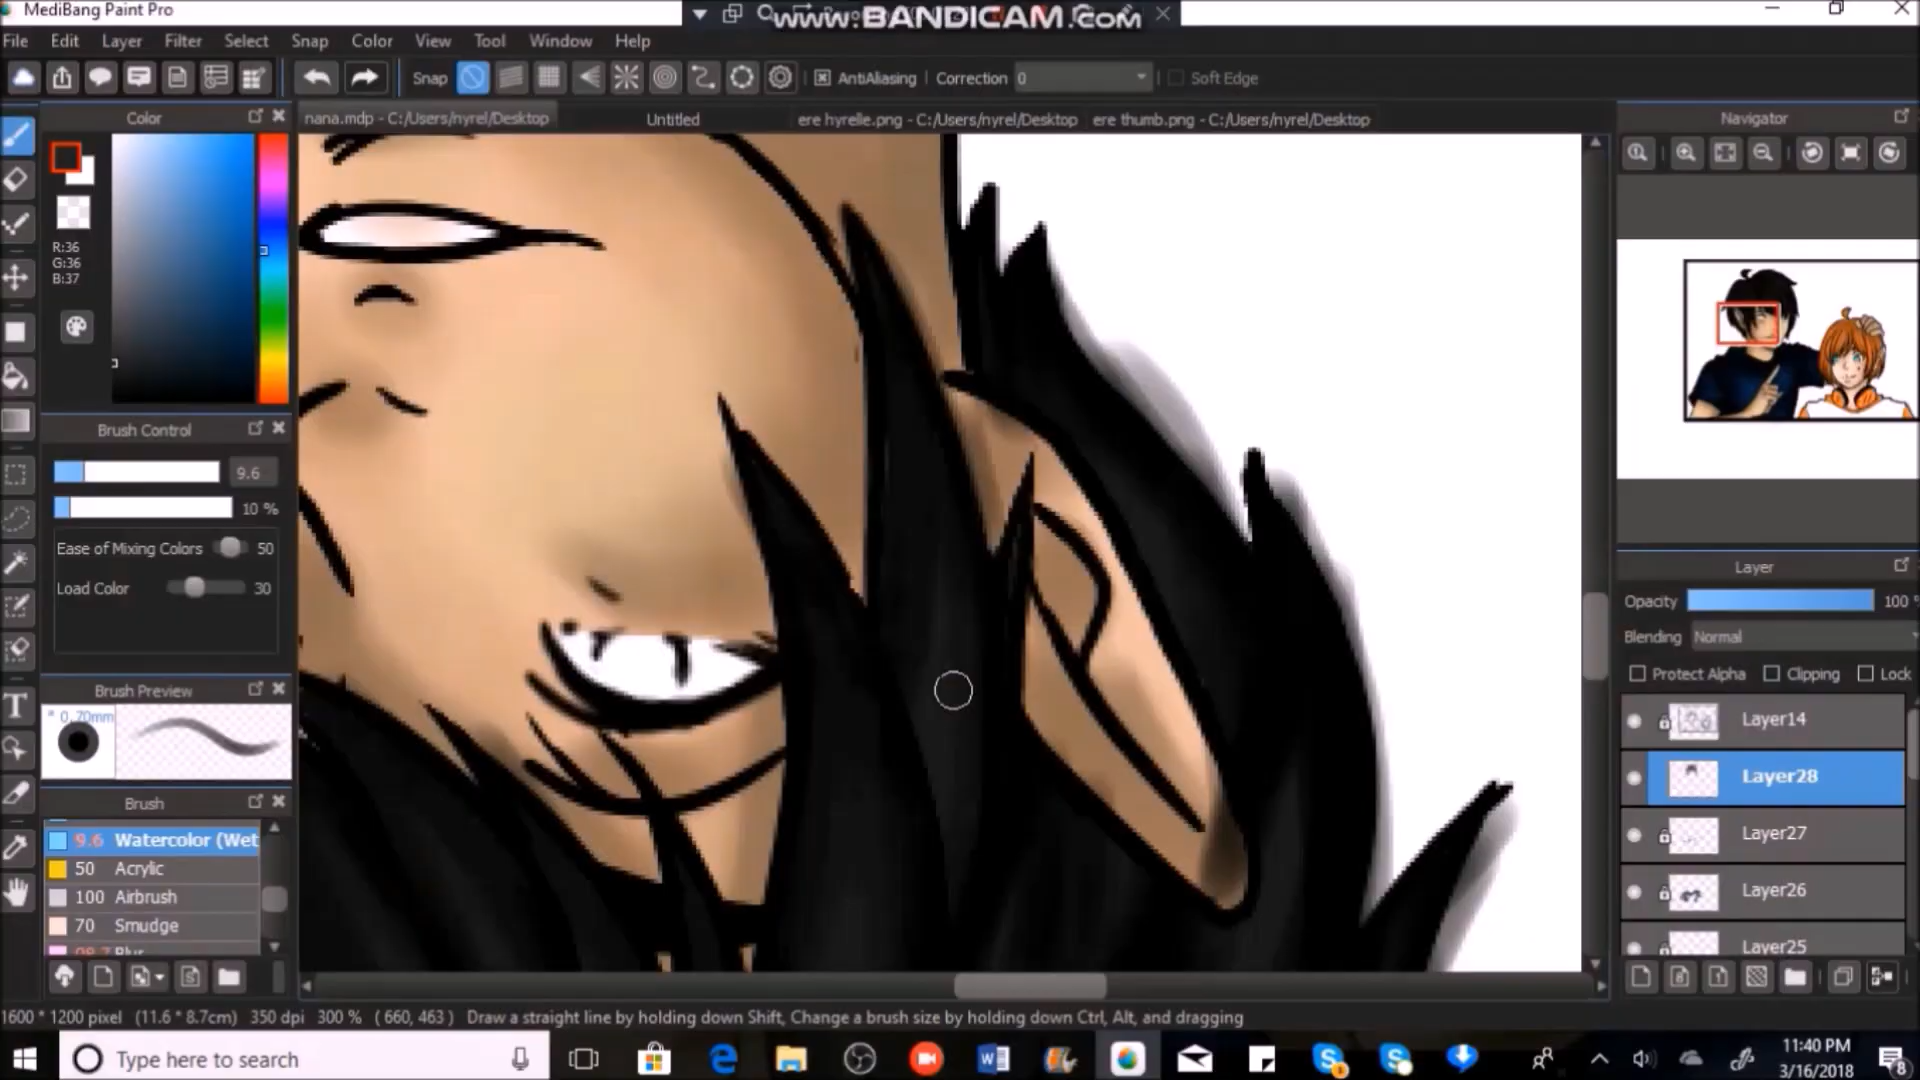 MediBang Paint Pro
www.BANDICAM.com
File Edit Layer Filter Select Snap Color View Tool Window Help
Snap AntiAliasing Correction 0 Soft Edge
Color
nana.mdp - C:/Users/nyrel/Desktop Untitled ere hyrelle.png - C:/Users/nyrel/Desktop ere thumb.png - C:/Users/nyrel/Desktop
Navigator
R:36
G:36
B:37
Brush Control
9.6
10 %
Ease of Mixing Colors 50
Load Color 30
Brush Preview
* 0.70mm
Brush
9.6 Watercolor (Wet
50 Acrylic
100 Airbrush
70 Smudge
Layer
Opacity 100
Blending Normal
Protect Alpha Clipping Lock
Layer14
Layer28
Layer27
Layer26
Layer25
1600 * 1200 pixel (11.6 * 8.7cm) 350 dpi 300 % ( 660, 463 ) Draw a straight line by holding down Shift, Change a brush size by holding down Ctrl, Alt, and dragging
Type here to search
11:40 PM
3/16/2018
8